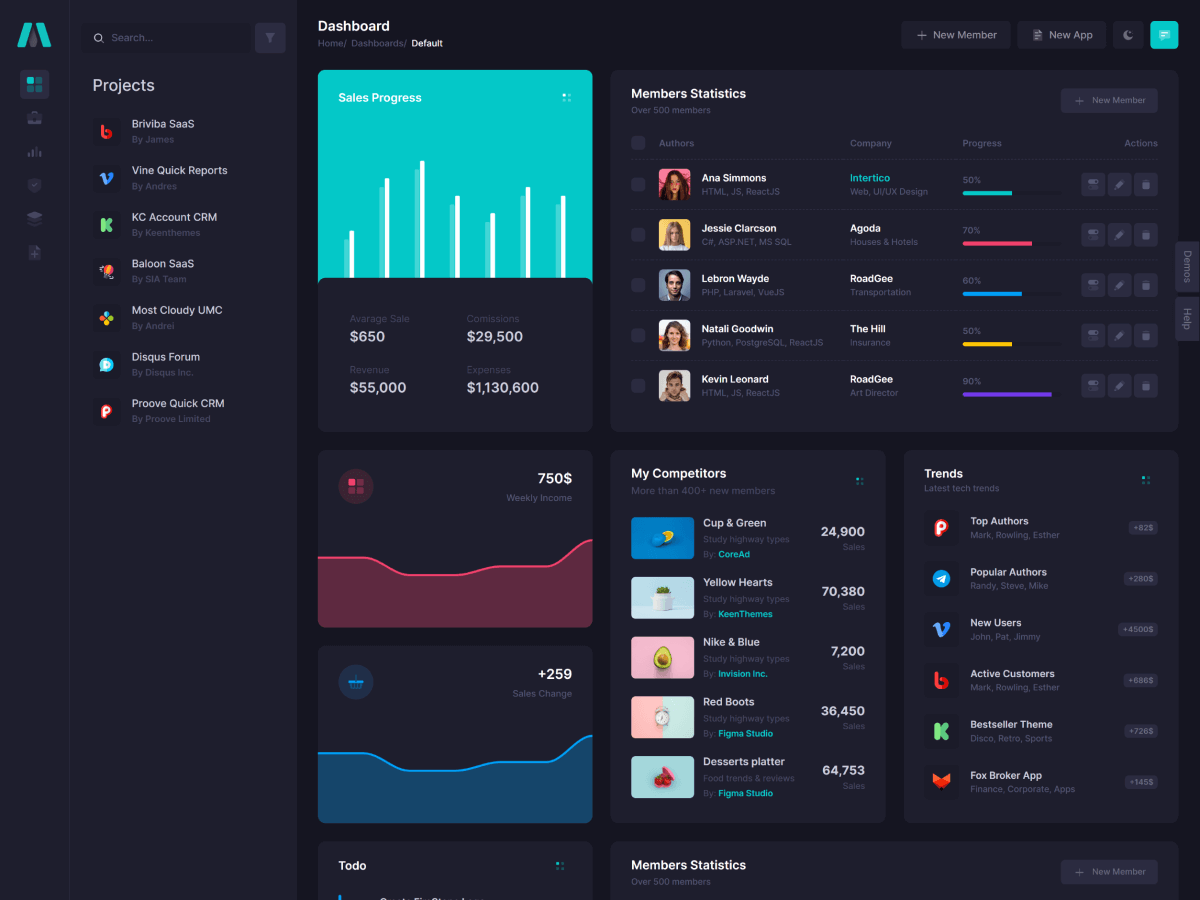 Search...
Projects
Briviba SaaS
By James
Vine Quick Reports
By Andres
KC Account CRM
By Keenthemes
Baloon SaaS
By SIA Team
Most Cloudy UMC
By Andrei
Disqus Forum
By Disqus Inc.
Proove Quick CRM
By Proove Limited
Dashboard
Home/ Dashboards/ Default
New Member
New App
Sales Progress
Avarage Sale
$650
Comissions
$29,500
Revenue
$55,000
Expenses
$1,130,600
Members Statistics
Over 500 members
New Member
Authors Company Progress Actions
Ana Simmons
HTML, JS, ReactJS
Intertico
Web, UI/UX Design
50%
Jessie Clarcson
C#, ASP.NET, MS SQL
Agoda
Houses & Hotels
70%
Lebron Wayde
PHP, Laravel, VueJS
RoadGee
Transportation
60%
Natali Goodwin
Python, PostgreSQL, ReactJS
The Hill
Insurance
50%
Kevin Leonard
HTML, JS, ReactJS
RoadGee
Art Director
90%
Demos
Help
750$
Weekly Income
+259
Sales Change
My Competitors
More than 400+ new members
Cup & Green
Study highway types
By: CoreAd
24,900
Sales
Yellow Hearts
Study highway types
By: KeenThemes
70,380
Sales
Nike & Blue
Study highway types
By: Invision Inc.
7,200
Sales
Red Boots
Study highway types
By: Figma Studio
36,450
Sales
Desserts platter
Food trends & reviews
By: Figma Studio
64,753
Sales
Trends
Latest tech trends
Top Authors
Mark, Rowling, Esther
+82$
Popular Authors
Randy, Steve, Mike
+280$
New Users
John, Pat, Jimmy
+4500$
Active Customers
Mark, Rowling, Esther
+686$
Bestseller Theme
Disco, Retro, Sports
+726$
Fox Broker App
Finance, Corporate, Apps
+145$
Todo
Members Statistics
Over 500 members
New Member